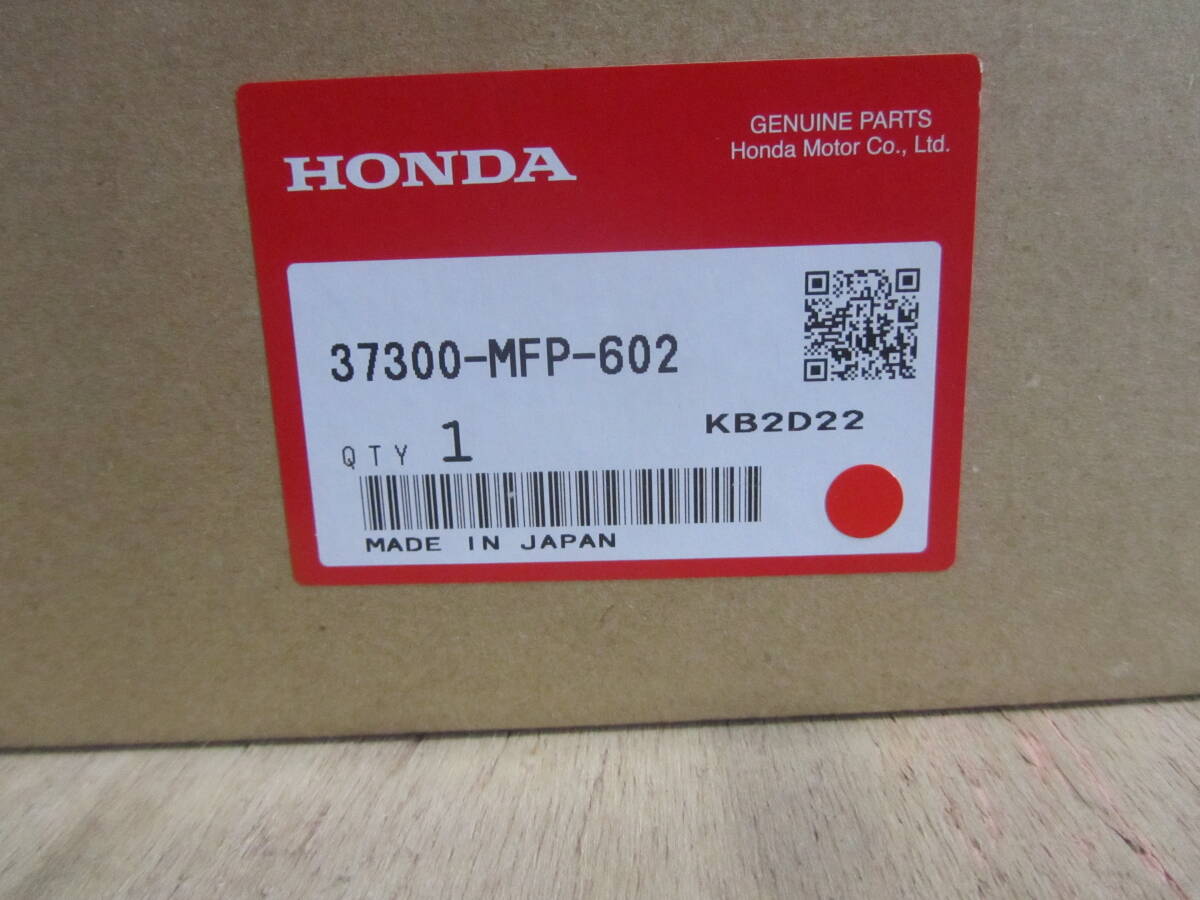 GENUINE PARTS
Honda Motor Co., Ltd.
HONDA
37300-MFP-602
QTY 1
KB2D22
MADE IN JAPAN